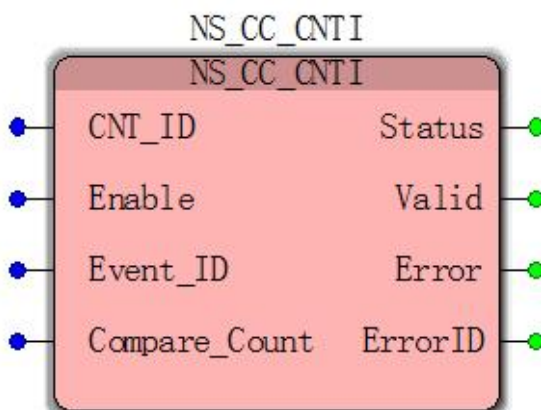 NS_CC_CNTI
NS_CC_CNTI
CNT_ID Status
Enable Valid
Event_ID Error
Compare_Count ErrorID